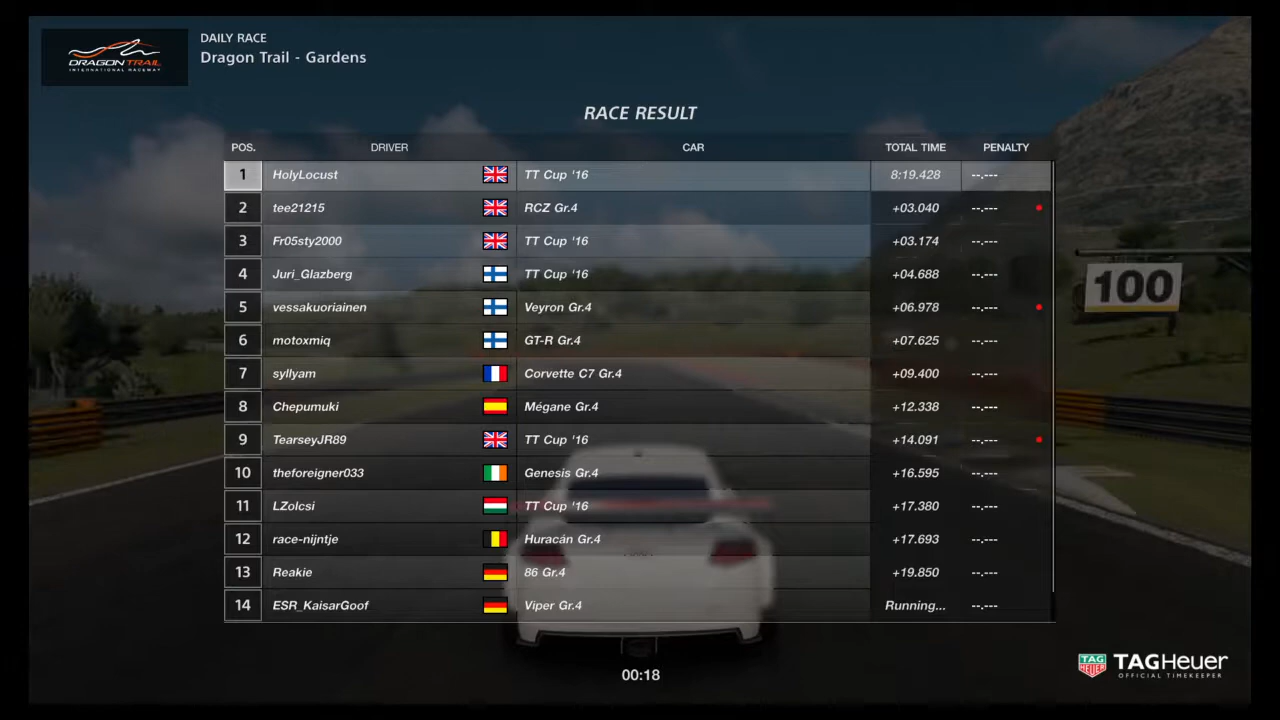 DAILY RACE
Dragon Trail - Gardens
DRAGON TRAIL
INTERNATIONAL RACEWAY
RACE RESULT
POS. DRIVER CAR TOTAL TIME PENALTY
1 HolyLocust TT Cup '16 8:19.428 --.---
2 tee21215 RCZ Gr.4 +03.040 --.---
3 Fr05sty2000 TT Cup '16 +03.174 --.---
4 Juri_Glazberg TT Cup '16 +04.688 --.---
5 vessakuoriainen Veyron Gr.4 +06.978 --.---
6 motoxmiq GT-R Gr.4 +07.625 --.---
7 syllyam Corvette C7 Gr.4 +09.400 --.---
8 Chepumuki Mégane Gr.4 +12.338 --.---
9 TearseyJR89 TT Cup '16 +14.091 --.---
10 theforeigner033 Genesis Gr.4 +16.595 --.---
11 LZolcsi TT Cup '16 +17.380 --.---
12 race-nijntje Huracán Gr.4 +17.693 --.---
13 Reakie 86 Gr.4 +19.850 --.---
14 ESR_KaisarGoof Viper Gr.4 Running... --.---
100
00:18
TAG HEUER
TAGHeuer
OFFICIAL TIMEKEEPER